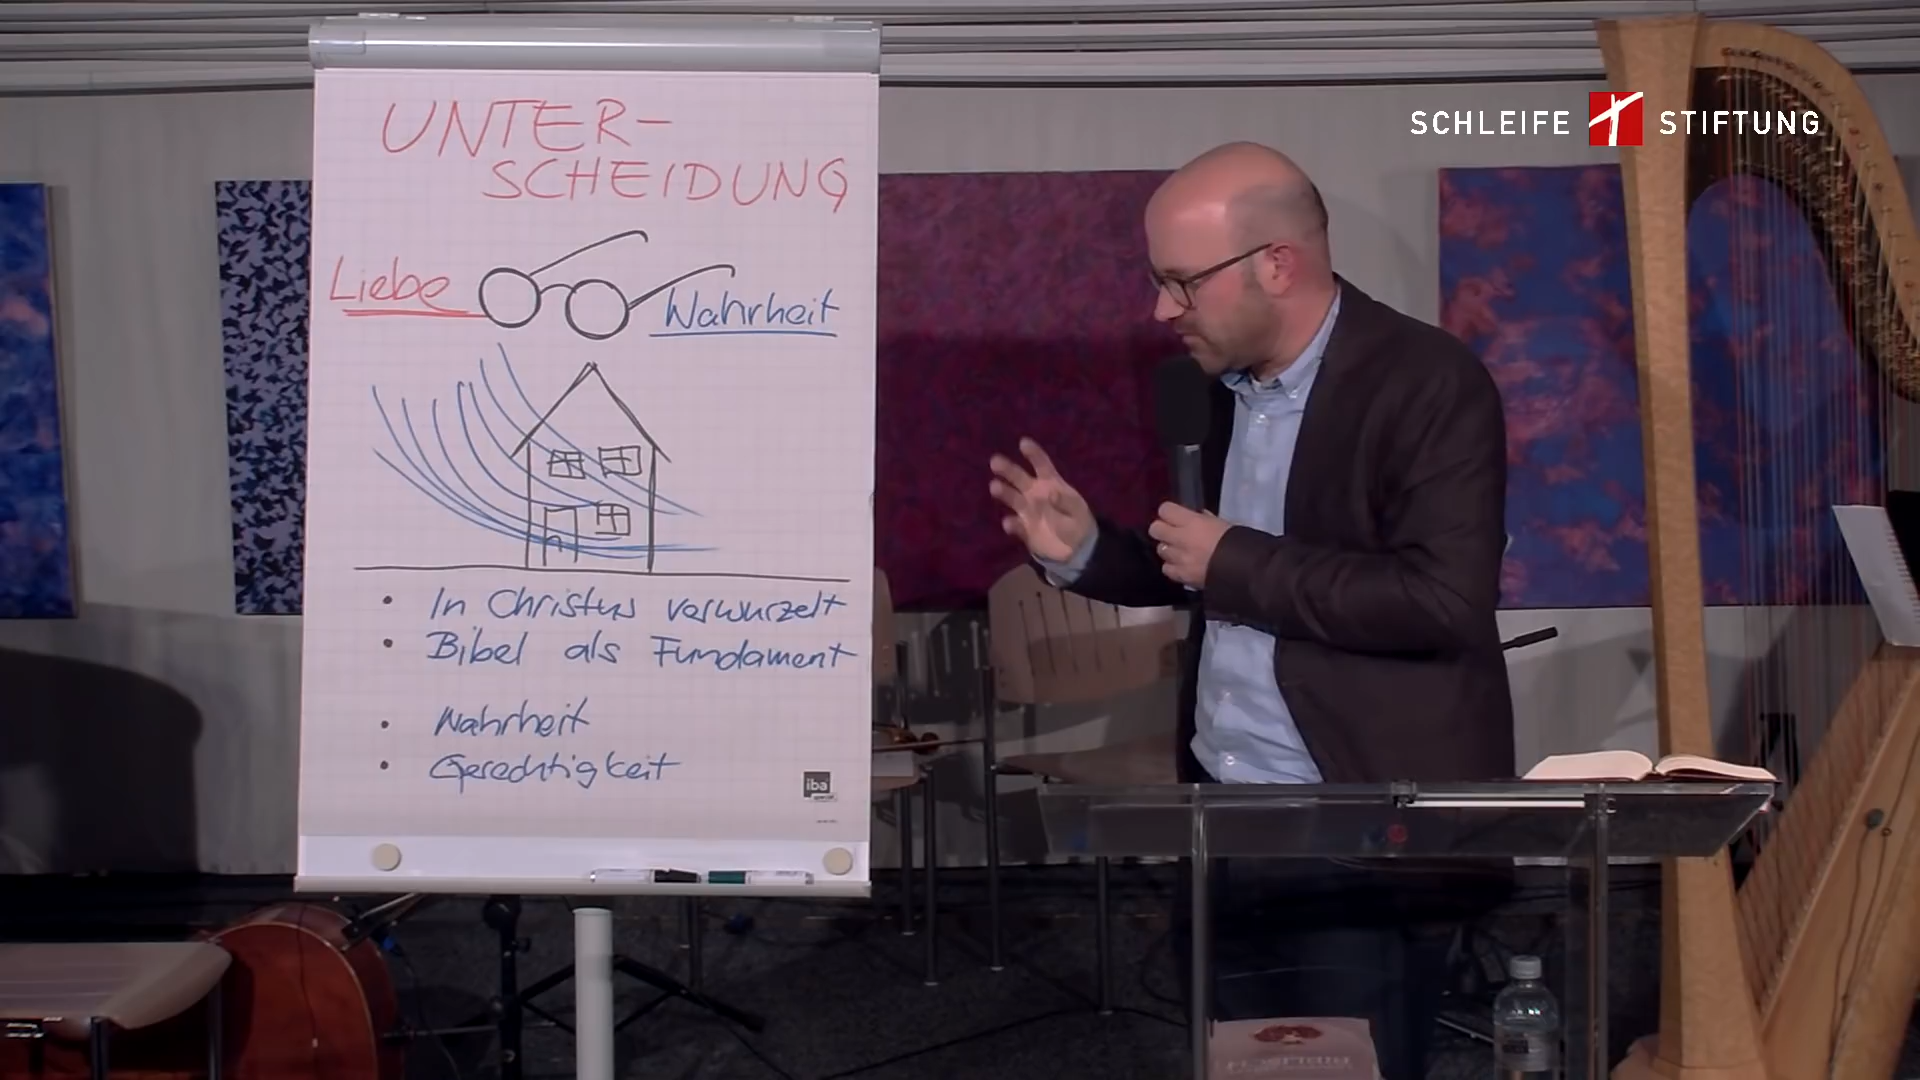 SCHLEIFE STIFTUNG
UNTER-
SCHEIDUNG
Liebe
Wahrheit
• In Christus verwurzelt
• Bibel als Fundament
• Wahrheit
• Gerechtigkeit
iba